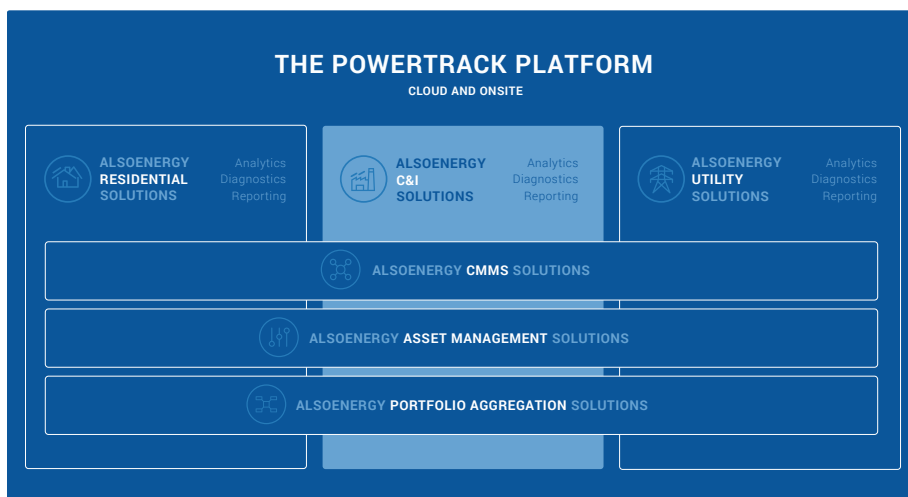 THE POWERTRACK PLATFORM
CLOUD AND ONSITE
ALSOENERGY
RESIDENTIAL
SOLUTIONS
Analytics
Diagnostics
Reporting
ALSOENERGY
C&I
SOLUTIONS
Analytics
Diagnostics
Reporting
ALSOENERGY
UTILITY
SOLUTIONS
Analytics
Diagnostics
Reporting
ALSOENERGY CMMS SOLUTIONS
ALSOENERGY ASSET MANAGEMENT SOLUTIONS
ALSOENERGY PORTFOLIO AGGREGATION SOLUTIONS